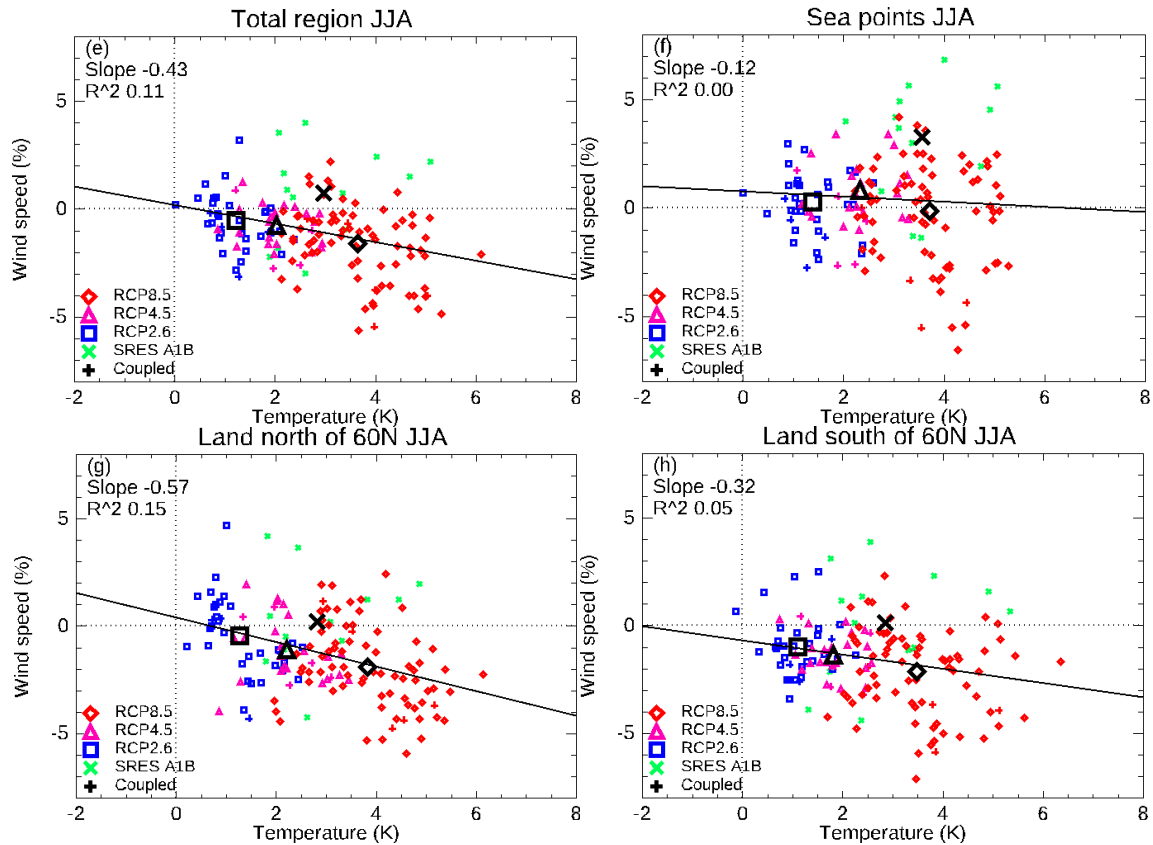 Total region JJA
(e)
Slope -0.43
R^2 0.11
5
0
-5
Wind speed (%)
RCP8.5
RCP4.5
RCP2.6
SRES A1B
Coupled
-2 0 2 4 6 8
Temperature (K)
Sea points JJA
(f)
Slope -0.12
R^2 0.00
5
0
-5
Wind speed (%)
RCP8.5
RCP4.5
RCP2.6
SRES A1B
Coupled
-2 0 2 4 6 8
Temperature (K)
Land north of 60N JJA
(g)
Slope -0.57
R^2 0.15
5
0
-5
Wind speed (%)
RCP8.5
RCP4.5
RCP2.6
SRES A1B
Coupled
-2 0 2 4 6 8
Temperature (K)
Land south of 60N JJA
(h)
Slope -0.32
R^2 0.05
5
0
-5
Wind speed (%)
RCP8.5
RCP4.5
RCP2.6
SRES A1B
Coupled
-2 0 2 4 6 8
Temperature (K)